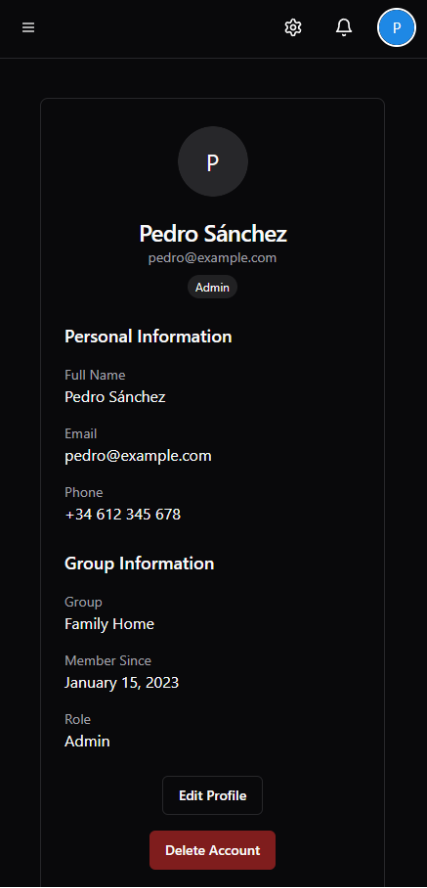 P
P
Pedro Sánchez
pedro@example.com
Admin
Personal Information
Full Name
Pedro Sánchez
Email
pedro@example.com
Phone
+34 612 345 678
Group Information
Group
Family Home
Member Since
January 15, 2023
Role
Admin
Edit Profile
Delete Account